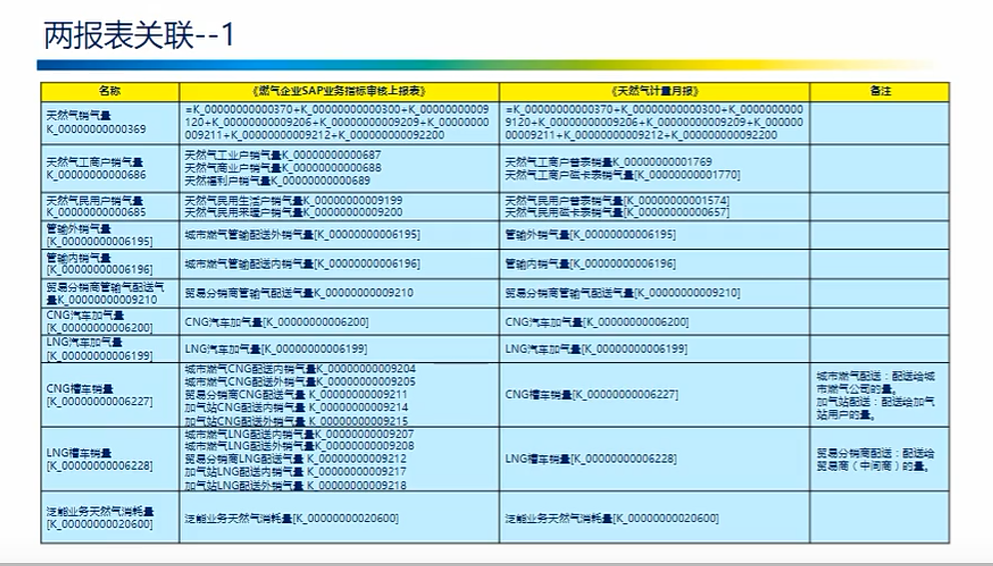 两报表关联--1
名称
《燃气企业SAP业务指标审核上报表》
《天然气计量月报》
备注
天然气销气量
K_00000000000369
=K_00000000000370+K_00000000000300+K_0000000009
120+K_00000000009206+K_00000000009209+K_0000000
0009211+K_00000000009212+K_00000000092200
=K_00000000000370+K_00000000000300+K_0000000000
9120+K_00000000009206+K_00000000009209+K_000000
00009211+K_00000000009212+K_00000000092200
天然气工商户销气量
K_00000000000686
天然气工业户销气量K_00000000000687
天然气商业户销气量K_00000000000688
天然福利户销气量K_00000000000689
天然气工商户普表销量K_00000000001769
天然气工商户磁卡表销气量[K_00000000001770]
天然气民用户销气量
K_00000000000685
天然气民用生活户销气量K_00000000009199
天然气民用采暖户销气量K_00000000009200
天然气民用户普表销气量[K_00000000001574]
天然气民用磁卡表销气量[K_00000000000657]
管输外销气量
[K_00000000006195]
城市燃气管输配送外销气量[K_00000000006195]
管输外销气量[K_00000000006195]
管输内销气量
[K_00000000006196]
城市燃气管输配送内销气量[K_00000000006196]
管输内销气量[K_00000000006196]
贸易分销商管输气配送气
量K_00000000009210
贸易分销商管输气配送气量K_00000000009210
贸易分销商管输气配送气量[K_00000000009210]
CNG汽车加气量
[K_00000000006200]
CNG汽车加气量[K_00000000006200]
CNG汽车加气量[K_00000000006200]
LNG汽车加气量
[K_00000000006199]
LNG汽车加气量[K_00000000006199]
LNG汽车加气量[K_00000000006199]
CNG槽车销量
[K_00000000006227]
城市燃气CNG配送内销气量K_00000000009204
城市燃气CNG配送外销气量K_00000000009205
贸易分销商CNG配送气量 K_00000000009211
加气站CNG配送内销气量 K_00000000009214
加气站CNG配送外销气量 K_00000000009215
CNG槽车销量[K_00000000006227]
城市燃气配送：配送给城
市燃气公司的量。
加气站配送：配送给加气
站用户的量。
LNG槽车销量
[K_00000000006228]
城市燃气LNG配送内销气量K_00000000009207
城市燃气LNG配送外销气量K_00000000009208
贸易分销商LNG配送气量 K_00000000009212
加气站LNG配送内销气量 K_00000000009217
加气站LNG配送外销气量 K_00000000009218
LNG槽车销量[K_00000000006228]
贸易分销商配送：配送给
贸易商（中间商）的量。
泛能业务天然气消耗量
[K_00000000020600]
泛能业务天然气消耗量[K_00000000020600]
泛能业务天然气消耗量[K_00000000020600]